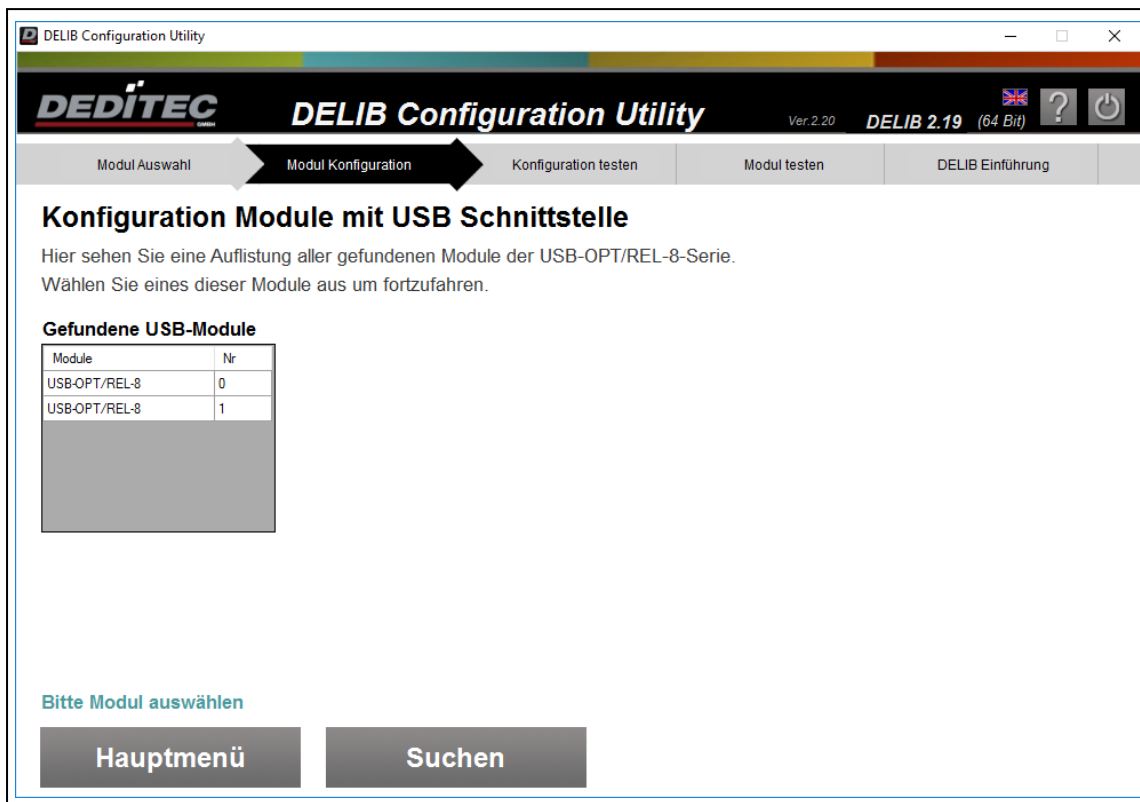 DELIB Configuration Utility
DEDITEC
GMBH
DELIB Configuration Utility
Ver.2.20
DELIB 2.19 (64 Bit)
?
Modul Auswahl
Modul Konfiguration
Konfiguration testen
Modul testen
DELIB Einführung
Konfiguration Module mit USB Schnittstelle
Hier sehen Sie eine Auflistung aller gefundenen Module der USB-OPT/REL-8-Serie.
Wählen Sie eines dieser Module aus um fortzufahren.
Gefundene USB-Module
Module Nr
USB-OPT/REL-8 0
USB-OPT/REL-8 1
Bitte Modul auswählen
Hauptmenü
Suchen